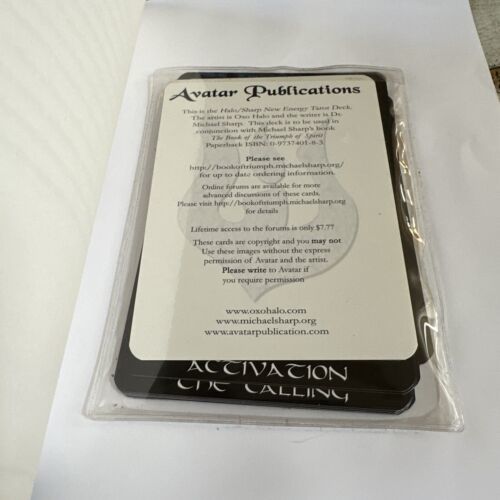 Avatar Publications
This is the Halo/Sharp New Energy Tarot Deck.
The artist is Oxo Halo and the writer is Dr.
Michael Sharp. This deck is to be used in
conjunction with Michael Sharp's book
The Book of the Triumph of Spirit
Paperback ISBN: 0-9737401-8-3.
Please see
http://bookoftriumph.michaelsharp.org/
for up to date ordering information.
Online forums are available for more
advanced discussions of these cards.
Please visit http://bookoftriumph.michaelsharp.org
for details
Lifetime access to the forums is only $7.77
These cards are copyright and you may not
Use these images without the express
permission of Avatar and the artist.
Please write to Avatar if
you require permission
www.oxohalo.com
www.michaelsharp.org
www.avatarpublication.com
ACTIVATION
THE CALLING